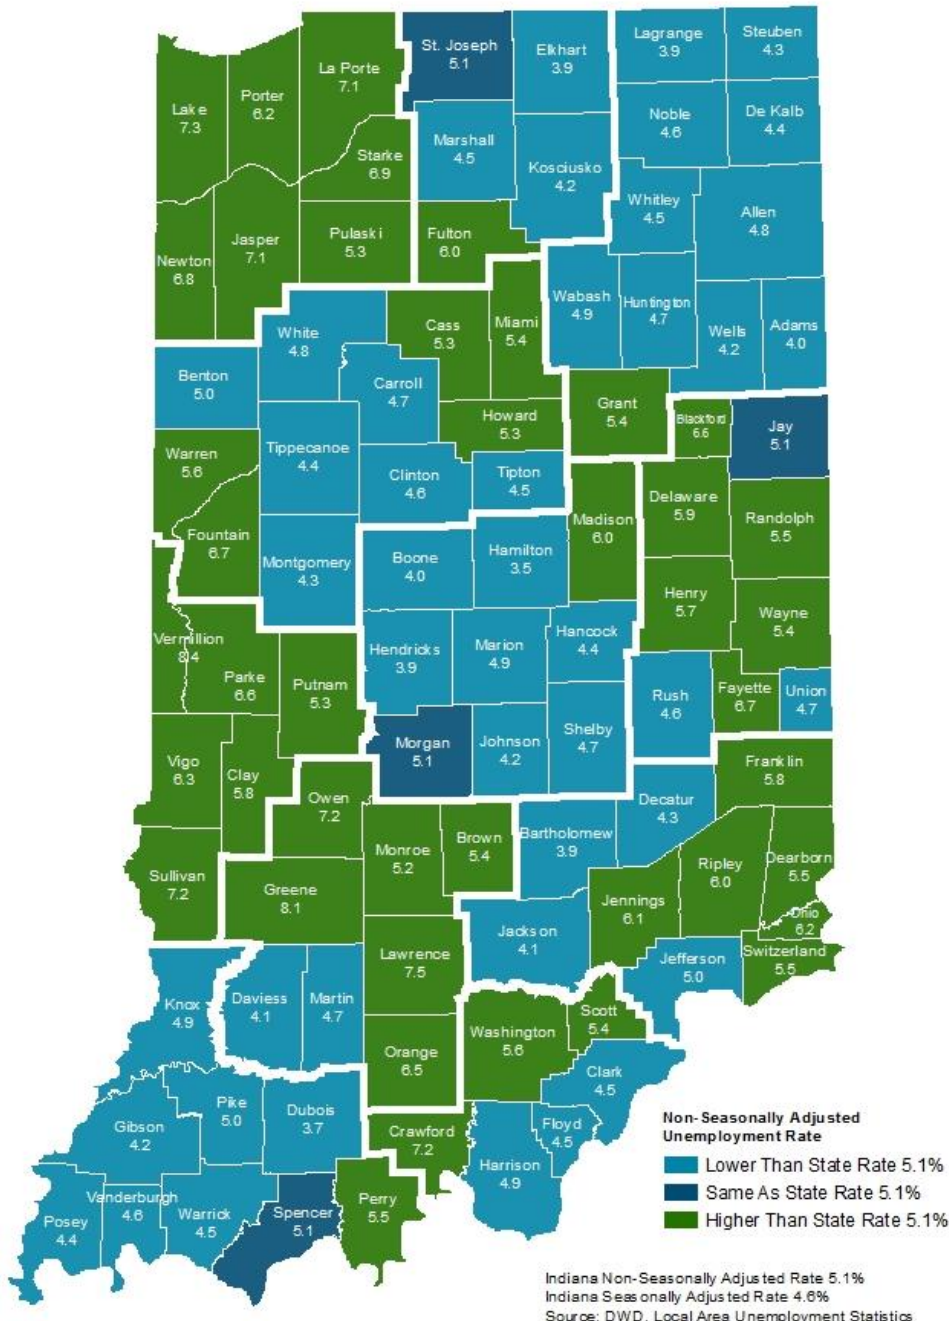 St. Joseph
5.1
Elkhart
3.9
Lagrange
3.9
Steuben
4.3
La Porte
7.1
Porter
6.2
Lake
7.3
Noble
4.6
De Kalb
4.4
Marshall
4.5
Starke
6.9
Kosciusko
4.2
Whitley
4.5
Allen
4.8
Newton
6.8
Jasper
7.1
Pulaski
5.3
Fulton
6.0
Wabash
4.9
Huntington
4.7
Wells
4.2
Adams
4.0
White
4.8
Cass
5.3
Miami
5.4
Benton
5.0
Carroll
4.7
Grant
5.4
Howard
5.3
Blackford
6.6
Jay
5.1
Warren
5.6
Tippecanoe
4.4
Clinton
4.6
Tipton
4.5
Delaware
5.9
Randolph
5.5
Fountain
6.7
Madison
6.0
Montgomery
4.3
Boone
4.0
Hamilton
3.5
Henry
5.7
Wayne
5.4
Vermillion
8.4
Hendricks
3.9
Marion
4.9
Hancock
4.4
Parke
6.6
Putnam
5.3
Rush
4.6
Fayette
6.7
Union
4.7
Morgan
5.1
Johnson
4.2
Shelby
4.7
Vigo
6.3
Clay
5.8
Franklin
5.8
Owen
7.2
Decatur
4.3
Monroe
5.2
Brown
5.4
Bartholomew
3.9
Sullivan
7.2
Greene
8.1
Ripley
6.0
Dearborn
5.5
Jennings
6.1
Ohio
6.2
Jackson
4.1
Lawrence
7.5
Jefferson
5.0
Switzerland
5.5
Knox
4.9
Daviess
4.1
Martin
4.7
Washington
5.6
Scott
5.4
Orange
6.5
Clark
4.5
Gibson
4.2
Pike
5.0
Dubois
3.7
Crawford
7.2
Harrison
4.9
Floyd
4.5
Posey
4.4
Vanderburgh
4.6
Warrick
4.5
Spencer
5.1
Perry
5.5
Non-Seasonally Adjusted
Unemployment Rate
Lower Than State Rate 5.1%
Same As State Rate 5.1%
Higher Than State Rate 5.1%
Indiana Non-Seasonally Adjusted Rate 5.1%
Indiana Seasonally Adjusted Rate 4.6%
Source: DWD, Local Area Unemployment Statistics